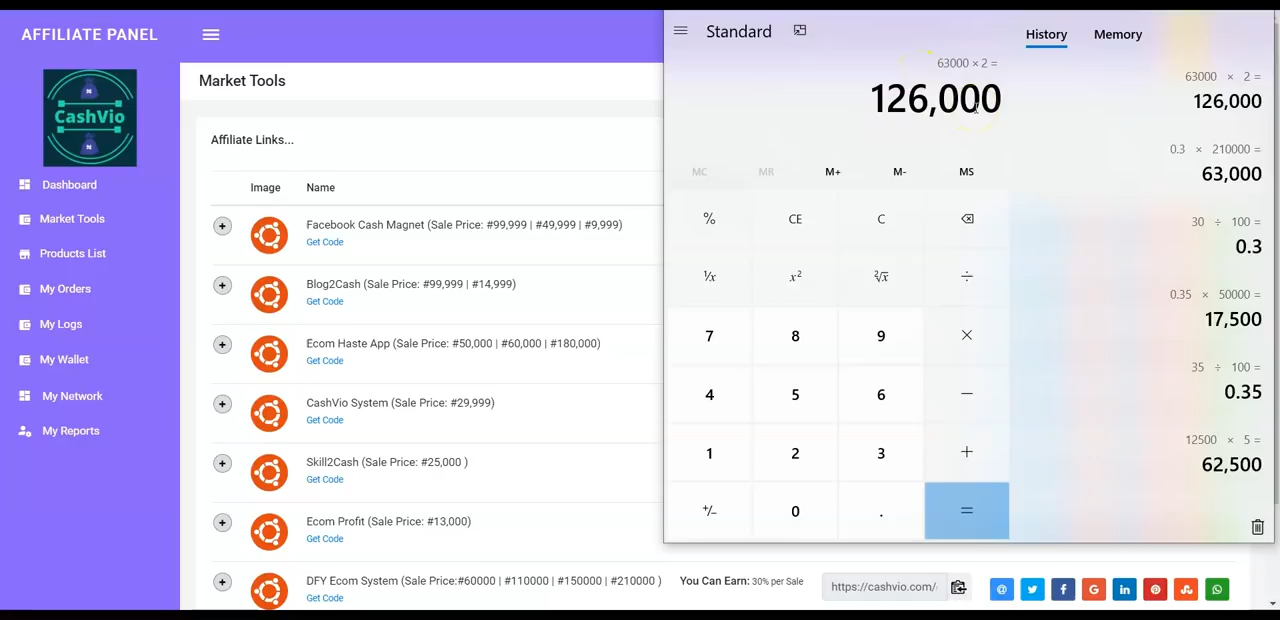 AFFILIATE PANEL
CashVio
Dashboard
Market Tools
Products List
My Orders
My Logs
My Wallet
My Network
My Reports
Market Tools
Affiliate Links...
Image Name
Facebook Cash Magnet (Sale Price: #99,999 | #49,999 | #9,999)
Get Code
Blog2Cash (Sale Price: #99,999 | #14,999)
Get Code
Ecom Haste App (Sale Price: #50,000 | #60,000 | #180,000)
Get Code
CashVio System (Sale Price: #29,999)
Get Code
Skill2Cash (Sale Price: #25,000 )
Get Code
Ecom Profit (Sale Price: #13,000)
Get Code
DFY Ecom System (Sale Price:#60000 | #110000 | #150000 | #210000 ) You Can Earn: 30% per Sale https://cashvio.com/
Get Code
Standard
63000 × 2 =
126,000
MC MR M+ M- MS
% CE C
¹/x x² ²√x ÷
7 8 9 ×
4 5 6 −
1 2 3 +
+/− 0 . =
History Memory
63000 × 2 =
126,000
0.3 × 210000 =
63,000
30 ÷ 100 =
0.3
0.35 × 50000 =
17,500
35 ÷ 100 =
0.35
12500 × 5 =
62,500